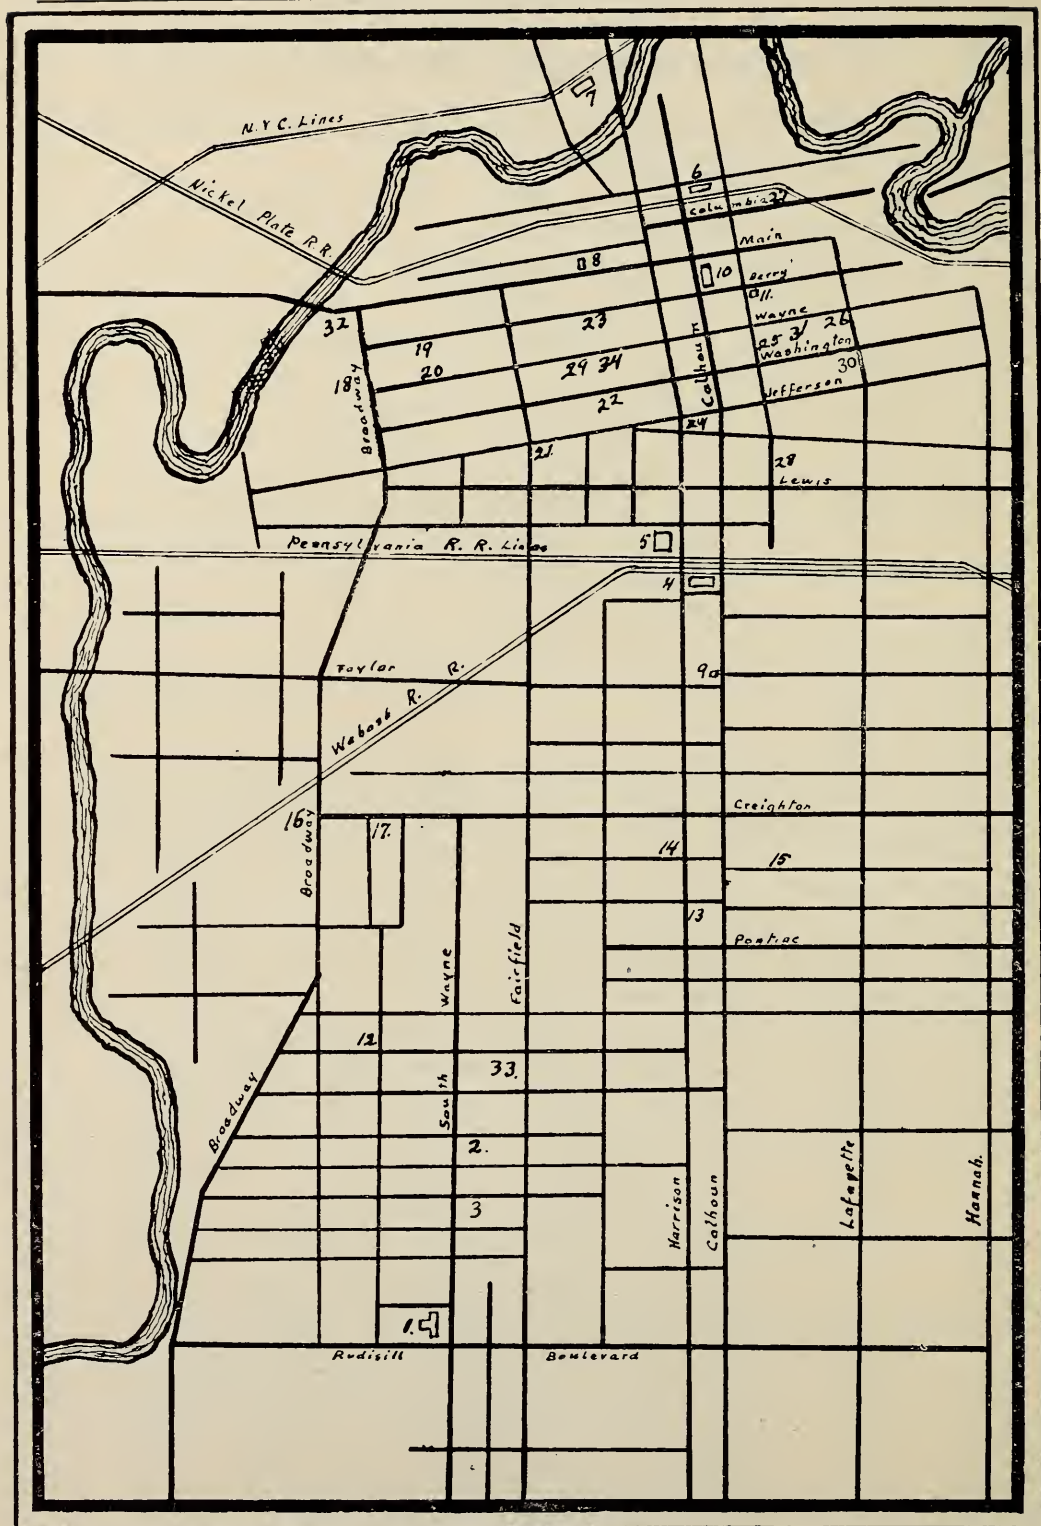 7
N.Y.C. Lines
6
Nickel Plate R.R.
Columbia 27
Main
8
10
Berry
11.
Wayne
32
23
25 31 26
19
Washington
Calhoun
18
20
29 34
30
Jefferson
Broadway
22
24
21.
28
Lewis
5
Pennsylvania R. R. Lines
4
Taylor
9
Wabash R. R.
16
17.
Creighton
Broadway
14
15
13
Pontiac
Fairfield
South Wayne
12
33.
Broadway
2.
Lafayette
Hannah.
Harrison
Calhoun
3
1.
Rudisill Boulevard